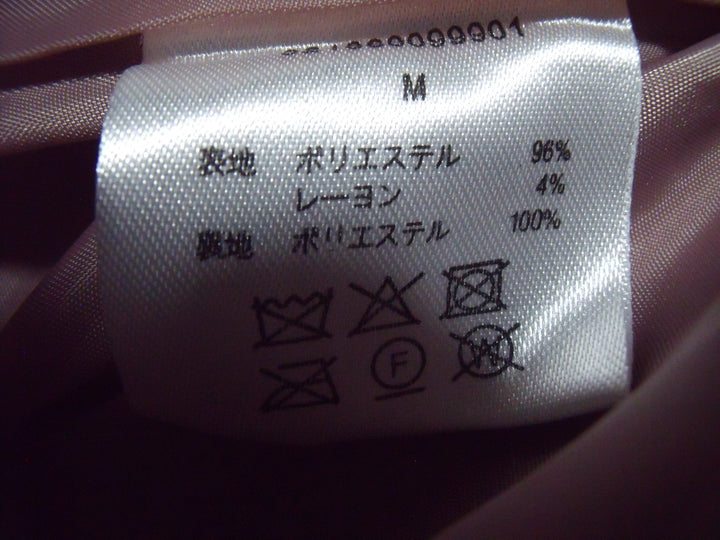 M
表地 ポリエステル 96%
レーヨン 4%
裏地 ポリエステル 100%
F
W